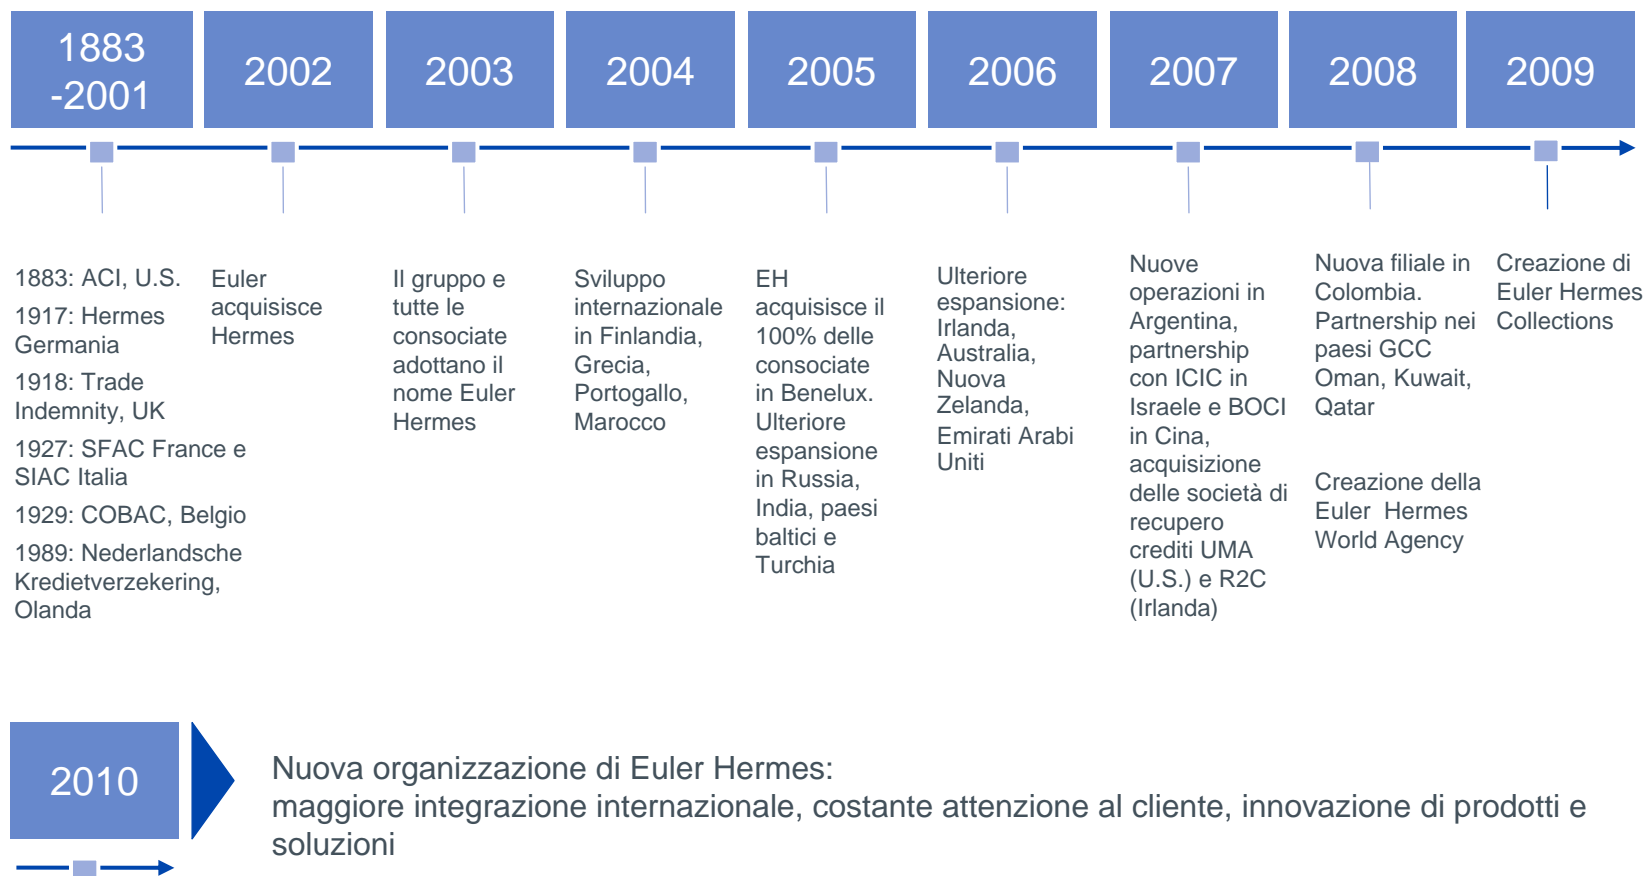 1883
-2001
2002
2003
2004
2005
2006
2007
2008
2009
1883: ACI, U.S.
1917: Hermes
Germania
1918: Trade
Indemnity, UK
1927: SFAC France e
SIAC Italia
1929: COBAC, Belgio
1989: Nederlandsche
Kredietverzekering,
Olanda
Euler
acquisisce
Hermes
Il gruppo e
tutte le
consociate
adottano il
nome Euler
Hermes
Sviluppo
internazionale
in Finlandia,
Grecia,
Portogallo,
Marocco
EH
acquisisce il
100% delle
consociate
in Benelux.
Ulteriore
espansione
in Russia,
India, paesi
baltici e
Turchia
Ulteriore
espansione:
Irlanda,
Australia,
Nuova
Zelanda,
Emirati Arabi
Uniti
Nuove
operazioni in
Argentina,
partnership
con ICIC in
Israele e BOCI
in Cina,
acquisizione
delle società di
recupero
crediti UMA
(U.S.) e R2C
(Irlanda)
Nuova filiale in
Colombia.
Partnership nei
paesi GCC
Oman, Kuwait,
Qatar
Creazione della
Euler Hermes
World Agency
Creazione di
Euler Hermes
Collections
2010
Nuova organizzazione di Euler Hermes:
maggiore integrazione internazionale, costante attenzione al cliente, innovazione di prodotti e
soluzioni